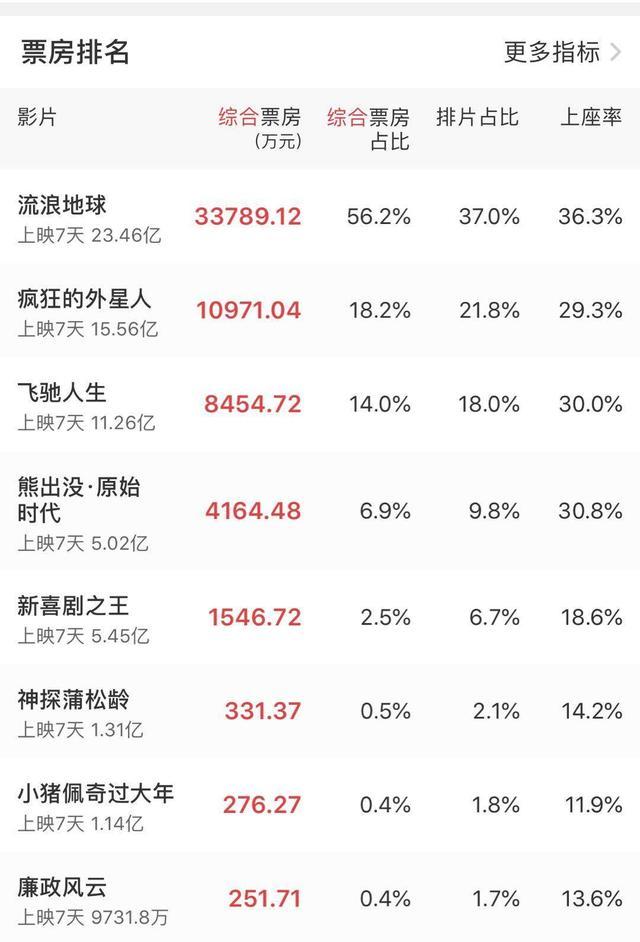 票房排名 更多指标
影片 综合票房 综合票房 排片占比 上座率
(万元) 占比
流浪地球 33789.12 56.2% 37.0% 36.3%
上映7天 23.46亿
疯狂的外星人 10971.04 18.2% 21.8% 29.3%
上映7天 15.56亿
飞驰人生 8454.72 14.0% 18.0% 30.0%
上映7天 11.26亿
熊出没·原始
时代 4164.48 6.9% 9.8% 30.8%
上映7天 5.02亿
新喜剧之王 1546.72 2.5% 6.7% 18.6%
上映7天 5.45亿
神探蒲松龄 331.37 0.5% 2.1% 14.2%
上映7天 1.31亿
小猪佩奇过大年 276.27 0.4% 1.8% 11.9%
上映7天 1.14亿
廉政风云 251.71 0.4% 1.7% 13.6%
上映7天 9731.8万